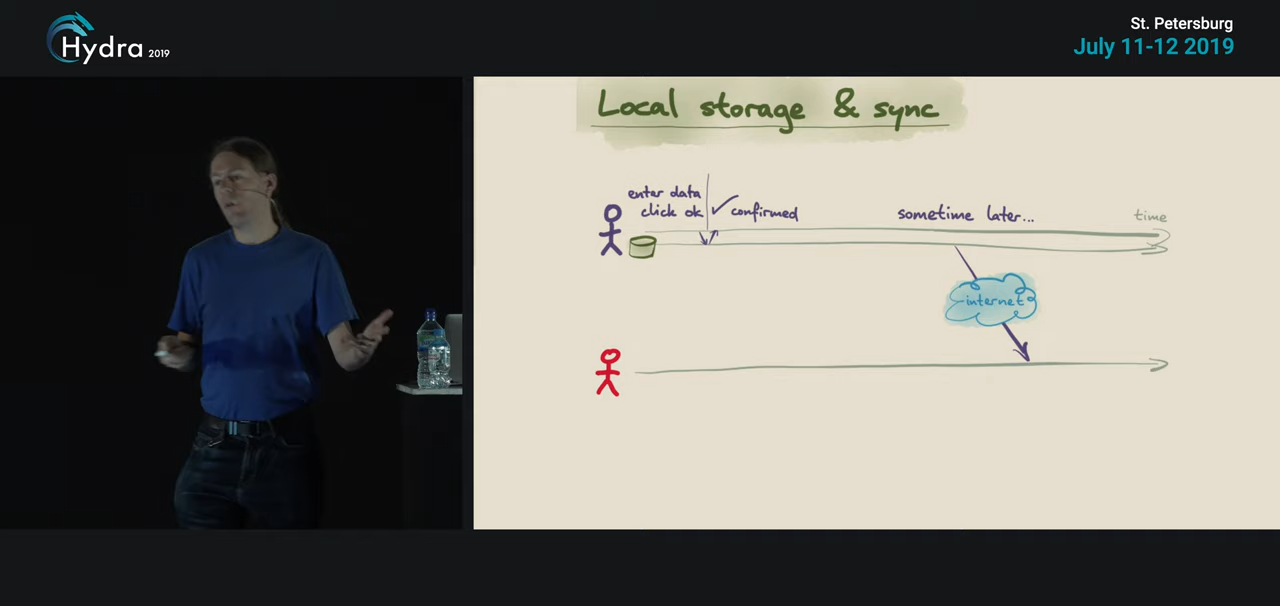 Hydra 2019
St. Petersburg
July 11-12 2019
Local storage & sync
enter data
click ok
✓ confirmed
sometime later...
time
internet